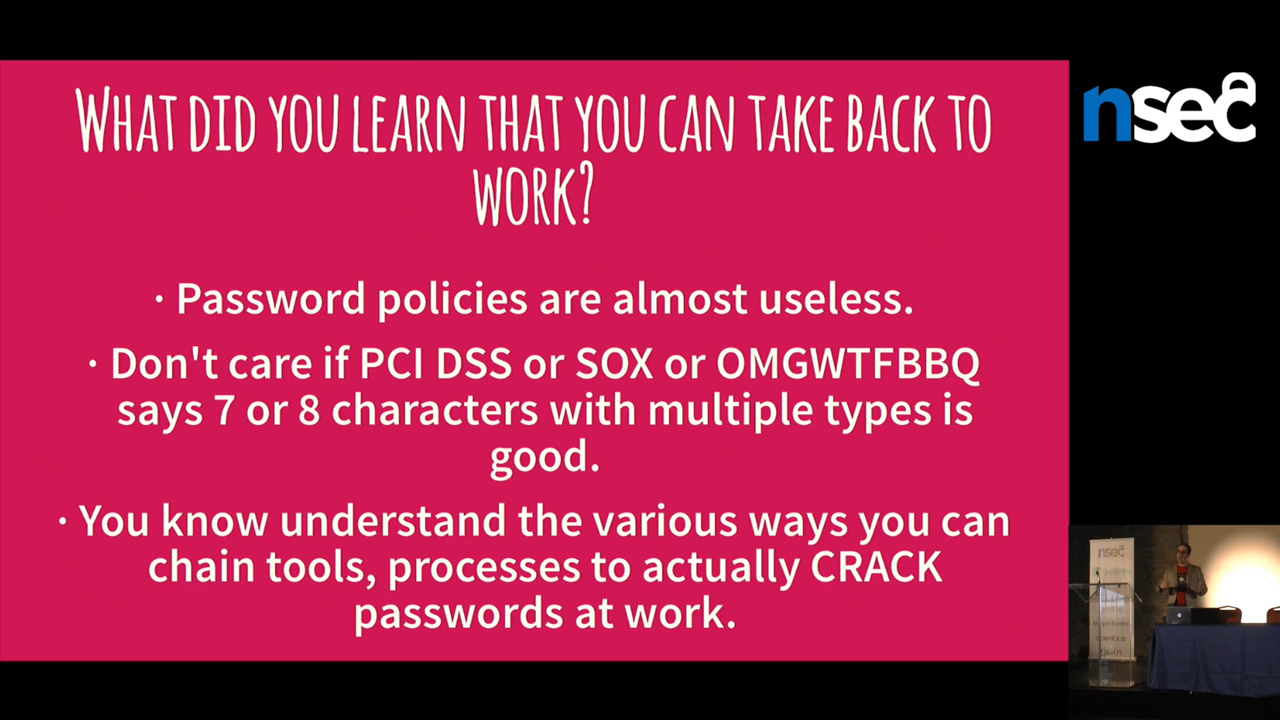 WHAT DID YOU LEARN THAT YOU CAN TAKE BACK TO
WORK?
· Password policies are almost useless.
· Don't care if PCI DSS or SOX or OMGWTFBBQ
says 7 or 8 characters with multiple types is
good.
· You know understand the various ways you can
chain tools, processes to actually CRACK
passwords at work.
nsec
nsec